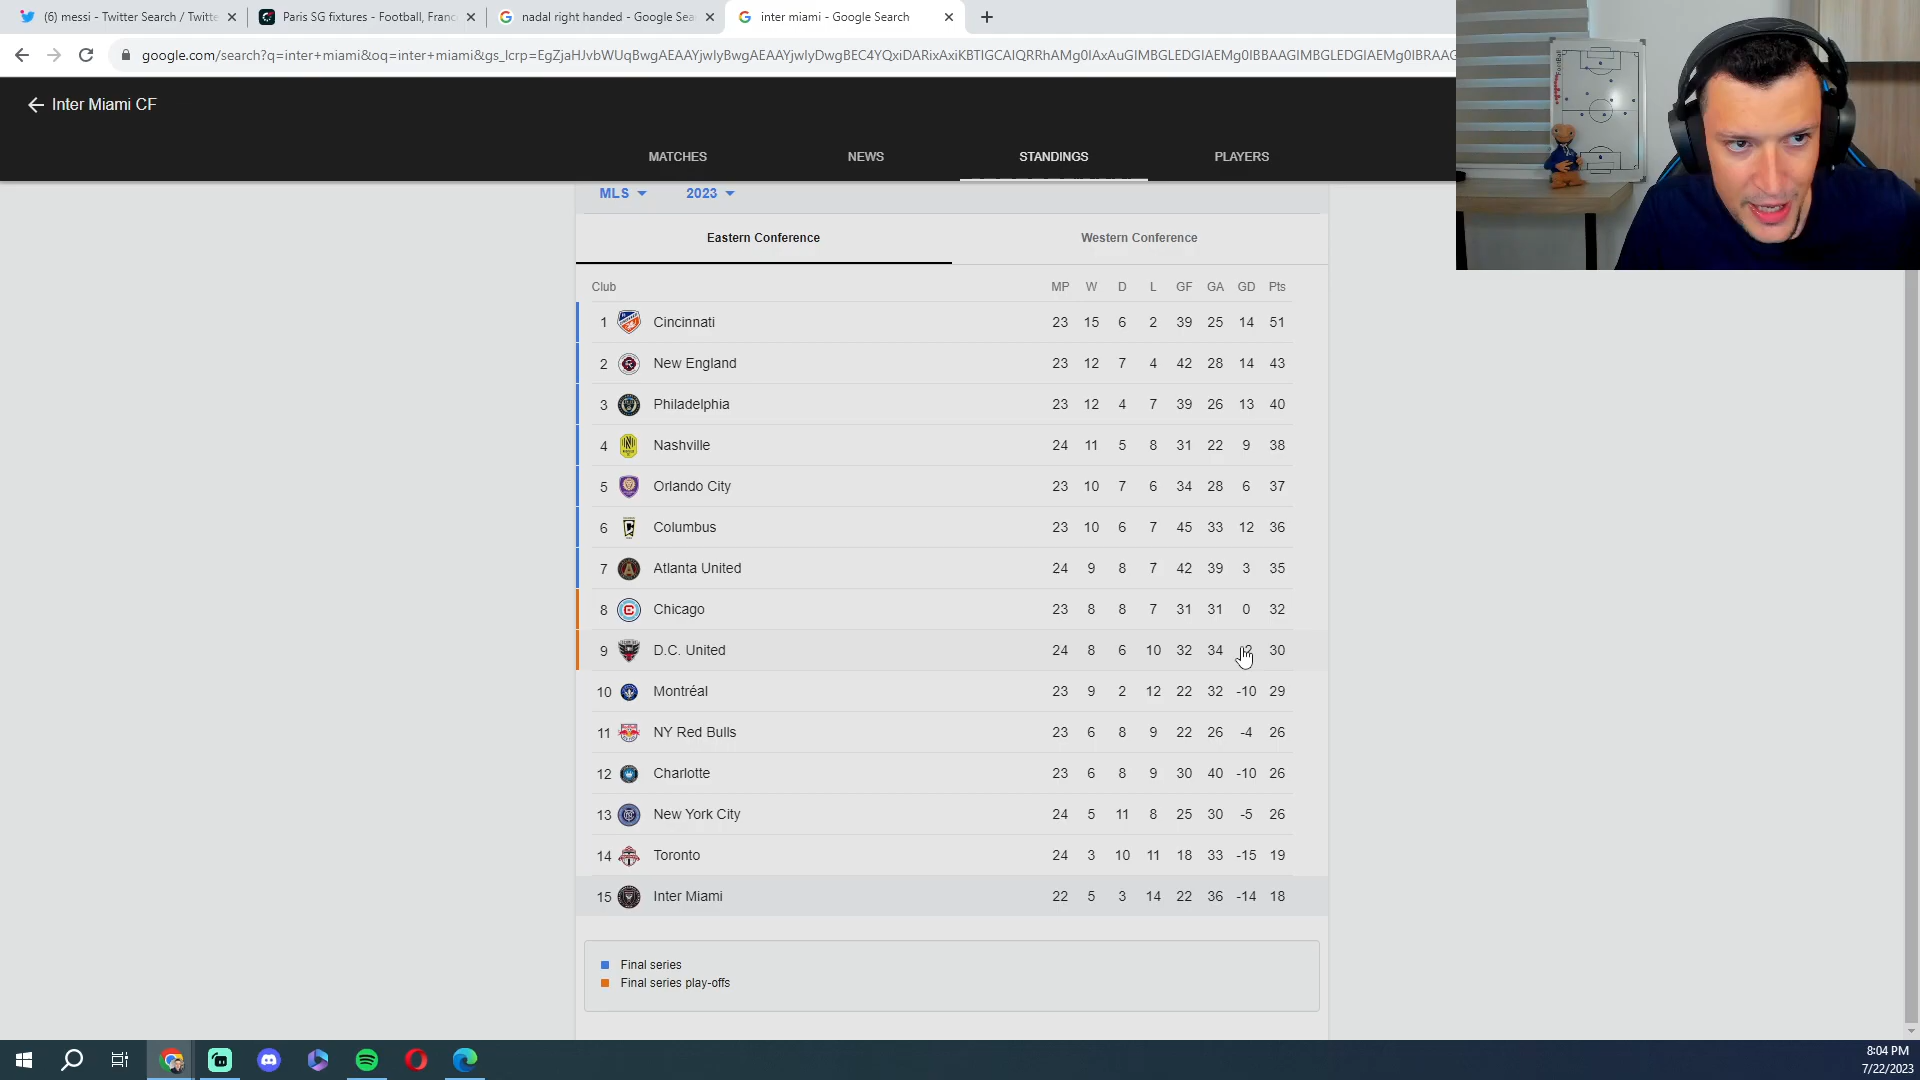 (6) messi - Twitter Search / Twitte
Paris SG fixtures - Football, Franc
nadal right handed - Google Sea
inter miami - Google Search
google.com/search?q=inter+miami&oq=inter+miami&gs_lcrp=EgZjaHJvbWUqBwgAEAAYjwIyBwgAEAAYjwIyDwgBEC4YQxiDARixAxiKBTIGCAIQRRhAMg0IAxAuGIMBGLEDGIAEMg0IBBAAGIMBGLEDGIAEMg0IBRAAG
Inter Miami CF
MATCHES NEWS STANDINGS PLAYERS
MLS 2023
Eastern Conference Western Conference
Club MP W D L GF GA GD Pts
1 Cincinnati 23 15 6 2 39 25 14 51
2 New England 23 12 7 4 42 28 14 43
3 Philadelphia 23 12 4 7 39 26 13 40
4 Nashville 24 11 5 8 31 22 9 38
5 Orlando City 23 10 7 6 34 28 6 37
6 Columbus 23 10 6 7 45 33 12 36
7 Atlanta United 24 9 8 7 42 39 3 35
8 Chicago 23 8 8 7 31 31 0 32
9 D.C. United 24 8 6 10 32 34 30
10 Montréal 23 9 2 12 22 32 -10 29
11 NY Red Bulls 23 6 8 9 22 26 -4 26
12 Charlotte 23 6 8 9 30 40 -10 26
13 New York City 24 5 11 8 25 30 -5 26
14 Toronto 24 3 10 11 18 33 -15 19
15 Inter Miami 22 5 3 14 22 36 -14 18
Final series
Final series play-offs
8:04 PM
7/22/2023